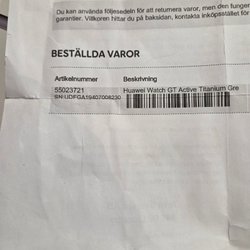 Du kan använda följesedeln för att returnera varor, men den fungerar
garantier. Villkoren hittar du på baksidan, kontakta inköpsstället för
BESTÄLLDA VAROR
Artikelnummer Beskrivning
55023721 Huawei Watch GT Active Titanium Gre
SN:UDFGA19407008230